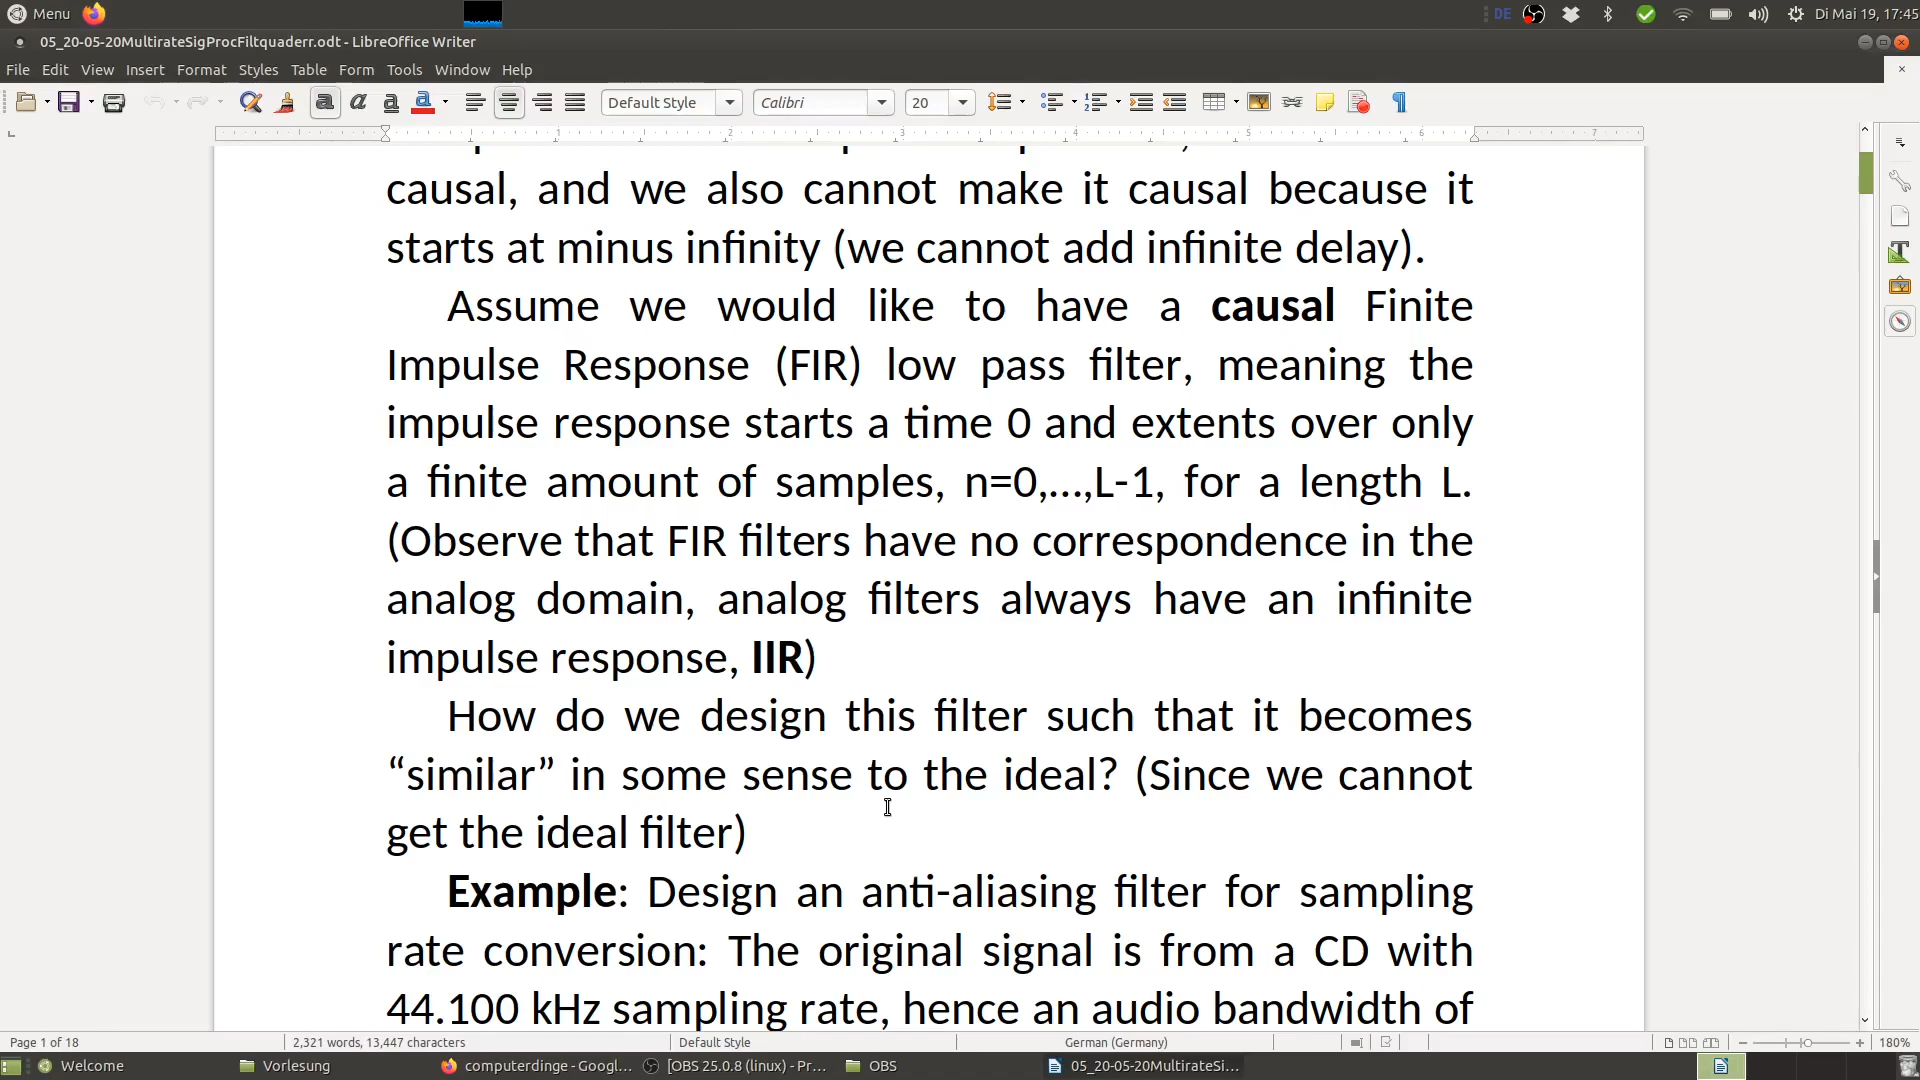 Menu
DE
Di Mai 19, 17:45
05_20-05-20MultirateSigProcFiltquaderr.odt - LibreOffice Writer
File Edit View Insert Format Styles Table Form Tools Window Help
Default Style
Calibri
20
1 2 3 4 5 6 7
causal, and we also cannot make it causal because it
starts at minus infinity (we cannot add infinite delay).
Assume we would like to have a causal Finite
Impulse Response (FIR) low pass filter, meaning the
impulse response starts a time 0 and extents over only
a finite amount of samples, n=0,...,L-1, for a length L.
(Observe that FIR filters have no correspondence in the
analog domain, analog filters always have an infinite
impulse response, IIR)
How do we design this filter such that it becomes
“similar” in some sense to the ideal? (Since we cannot
get the ideal filter)
Example: Design an anti-aliasing filter for sampling
rate conversion: The original signal is from a CD with
44.100 kHz sampling rate, hence an audio bandwidth of
Page 1 of 18
2,321 words, 13,447 characters
Default Style
German (Germany)
180%
Welcome
Vorlesung
computerdinge - Googl...
[OBS 25.0.8 (linux) - Pr...
OBS
05_20-05-20MultirateSi...